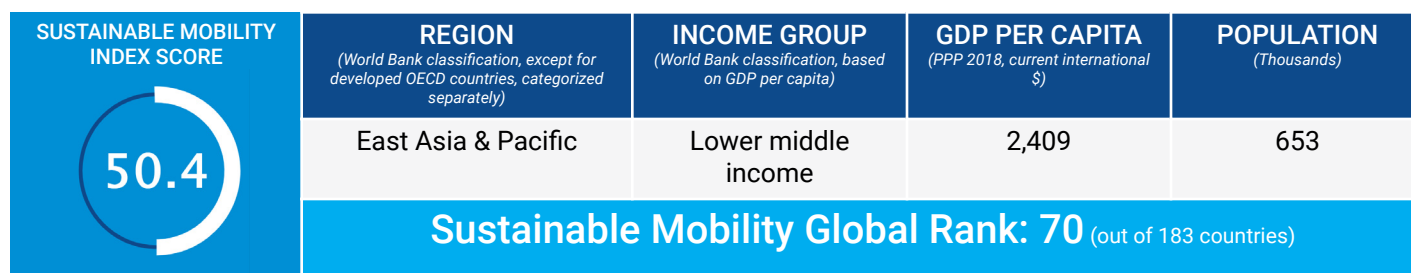 SUSTAINABLE MOBILITY
INDEX SCORE
50.4
REGION
(World Bank classification, except for
developed OECD countries, categorized
separately)
INCOME GROUP
(World Bank classification, based
on GDP per capita)
GDP PER CAPITA
(PPP 2018, current international
$)
POPULATION
(Thousands)
East Asia & Pacific
Lower middle
income
2,409
653
Sustainable Mobility Global Rank: 70 (out of 183 countries)